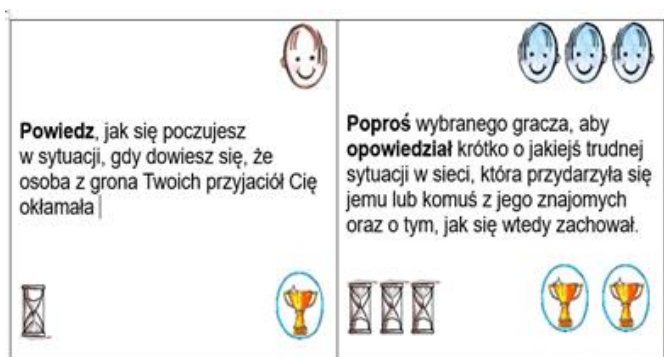 Powiedz, jak się poczujesz
w sytuacji, gdy dowiesz się, że
osoba z grona Twoich przyjaciół Cię
okłamała
Poproś wybranego gracza, aby
opowiedział krótko o jakiejś trudnej
sytuacji w sieci, która przydarzyła się
jemu lub komuś z jego znajomych
oraz o tym, jak się wtedy zachował.